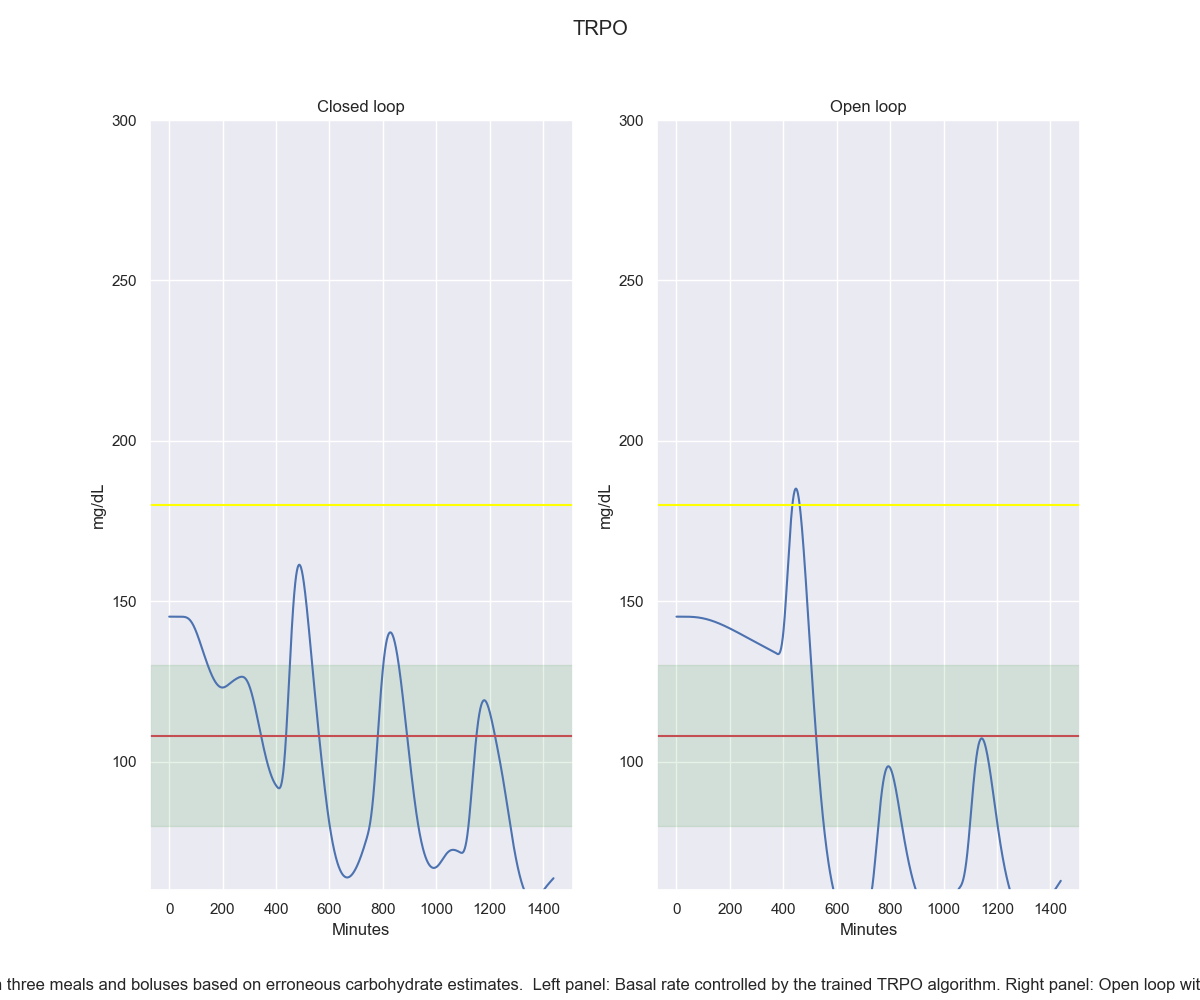 TRPO
Closed loop
Open loop
300
250
200
150
100
mg/dL
0 200 400 600 800 1000 1200 1400
Minutes
300
250
200
150
100
mg/dL
0 200 400 600 800 1000 1200 1400
Minutes
three meals and boluses based on erroneous carbohydrate estimates.  Left panel: Basal rate controlled by the trained TRPO algorithm. Right panel: Open loop wit